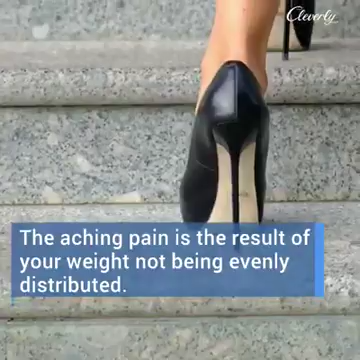 Cleverly
The aching pain is the result of
your weight not being evenly
distributed.